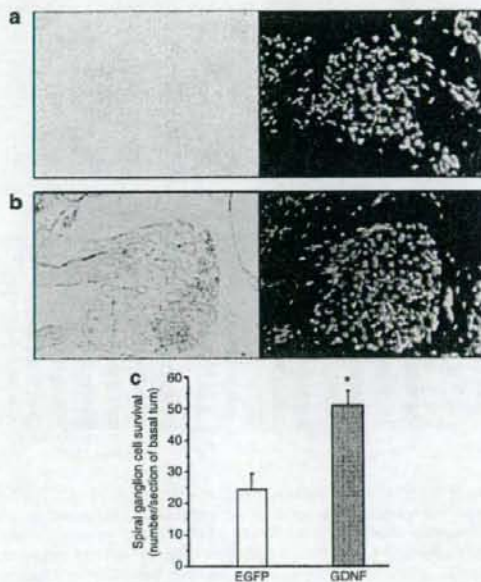 a
b
c
Spiral ganglion cell survival
(number/section of basal turn)
60
50
40
30
20
10
0
*
EGFP
GDNF